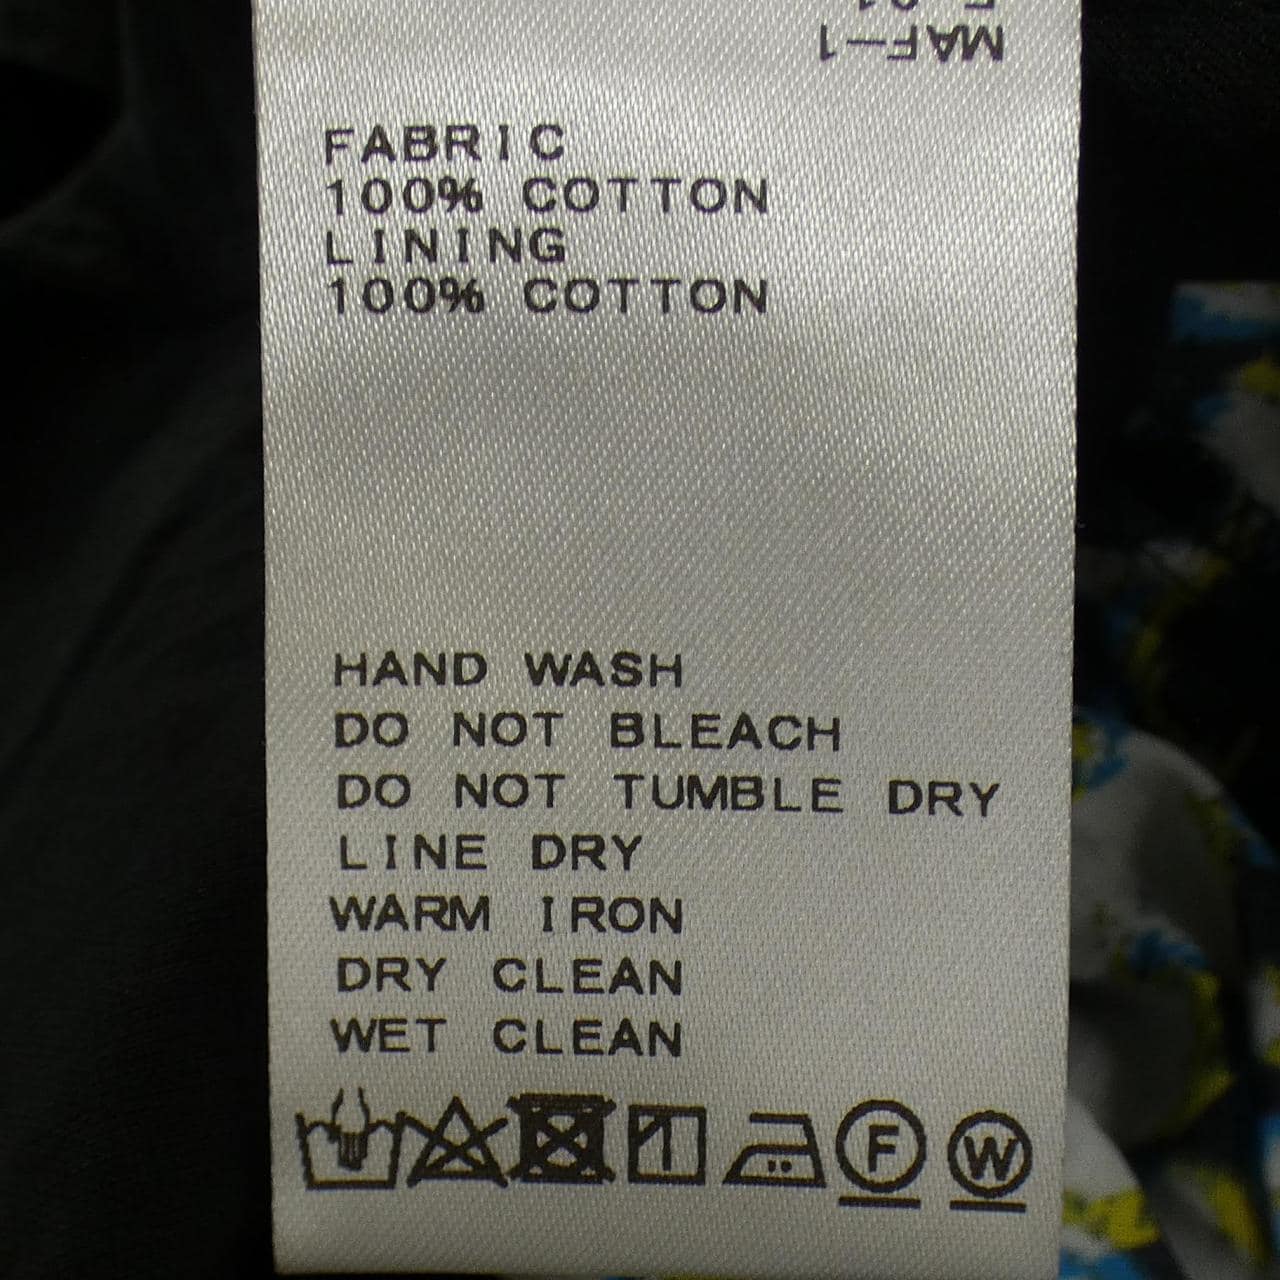 MAF-1
FABRIC
100% COTTON
LINING
100% COTTON
HAND WASH
DO NOT BLEACH
DO NOT TUMBLE DRY
LINE DRY
WARM IRON
DRY CLEAN
WET CLEAN
F W